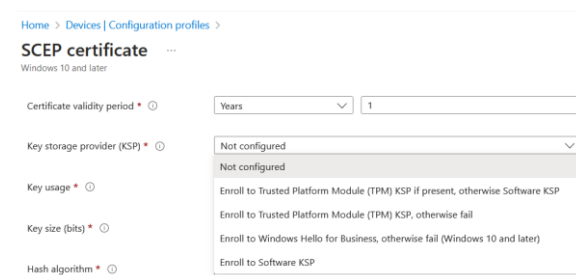 Home > Devices | Configuration profiles >
SCEP certificate ...
Windows 10 and later
Certificate validity period * Years 1
Key storage provider (KSP) * Not configured
Not configured
Key usage * Enroll to Trusted Platform Module (TPM) KSP if present, otherwise Software KSP
Enroll to Trusted Platform Module (TPM) KSP, otherwise fail
Key size (bits) * Enroll to Windows Hello for Business, otherwise fail (Windows 10 and later)
Enroll to Software KSP
Hash algorithm *